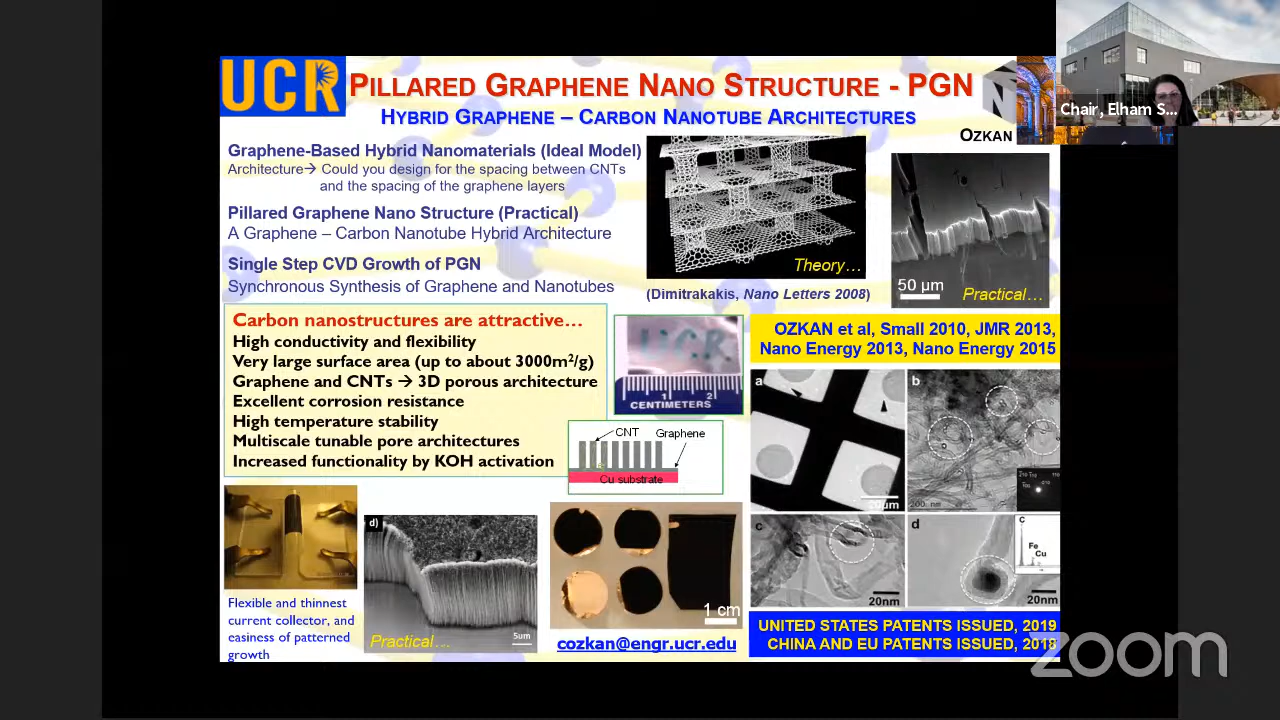 UCR
PILLARED GRAPHENE NANO STRUCTURE - PGN
HYBRID GRAPHENE – CARBON NANOTUBE ARCHITECTURES
OZKAN
Chair, Elham S...
Graphene-Based Hybrid Nanomaterials (Ideal Model)
Architecture→ Could you design for the spacing between CNTs
and the spacing of the graphene layers
Pillared Graphene Nano Structure (Practical)
A Graphene – Carbon Nanotube Hybrid Architecture
Single Step CVD Growth of PGN
Synchronous Synthesis of Graphene and Nanotubes
Theory…
(Dimitrakakis, Nano Letters 2008)
50 µm
Practical…
Carbon nanostructures are attractive…
High conductivity and flexibility
Very large surface area (up to about 3000m²/g)
Graphene and CNTs → 3D porous architecture
Excellent corrosion resistance
High temperature stability
Multiscale tunable pore architectures
Increased functionality by KOH activation
UCR
1 2
CENTIMETERS
CNT Graphene
Cu substrate
OZKAN et al, Small 2010, JMR 2013,
Nano Energy 2013, Nano Energy 2015
a
b
200 nm
c
20nm
d
C
Fe
Cu
20nm
Flexible and thinnest
current collector, and
easiness of patterned
growth
d)
Practical…
5um
1 cm
cozkan@engr.ucr.edu
UNITED STATES PATENTS ISSUED, 2019
CHINA AND EU PATENTS ISSUED, 2018
zoom